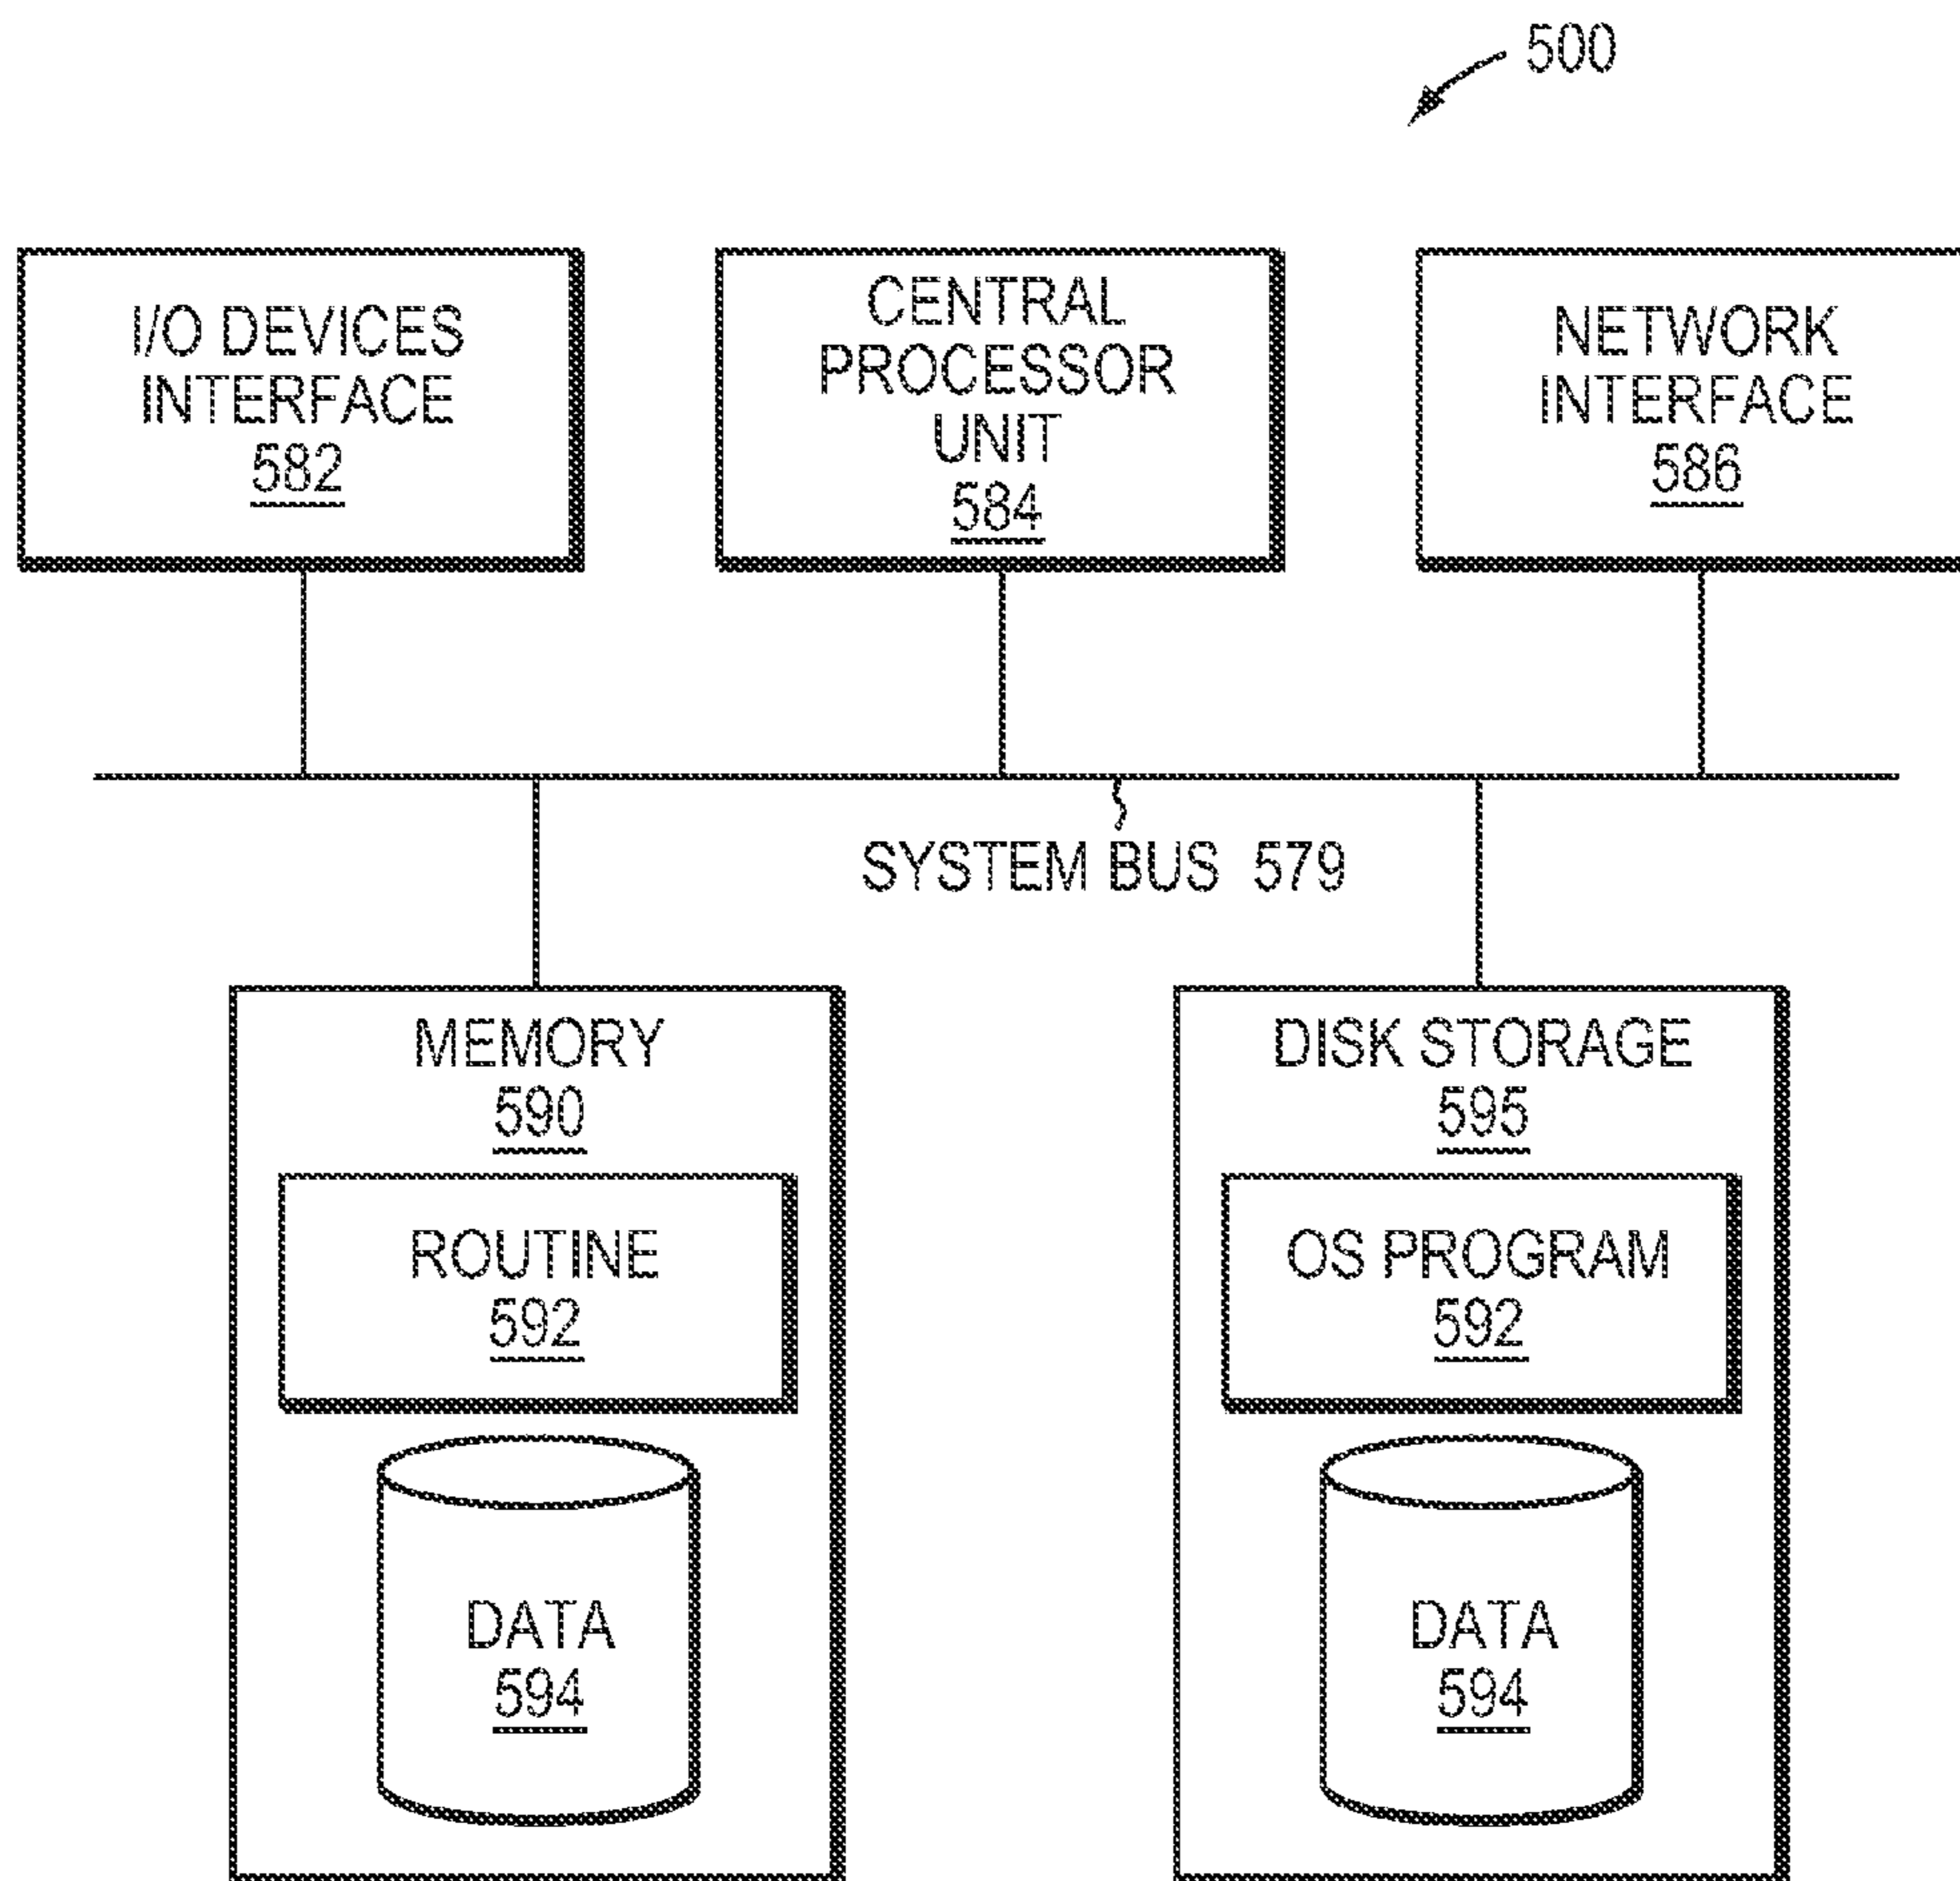 500
I/O DEVICES
INTERFACE
582
CENTRAL
PROCESSOR
UNIT
584
NETWORK
INTERFACE
586
SYSTEM BUS 579
MEMORY
590
ROUTINE
592
DATA
594
DISK STORAGE
595
OS PROGRAM
592
DATA
594